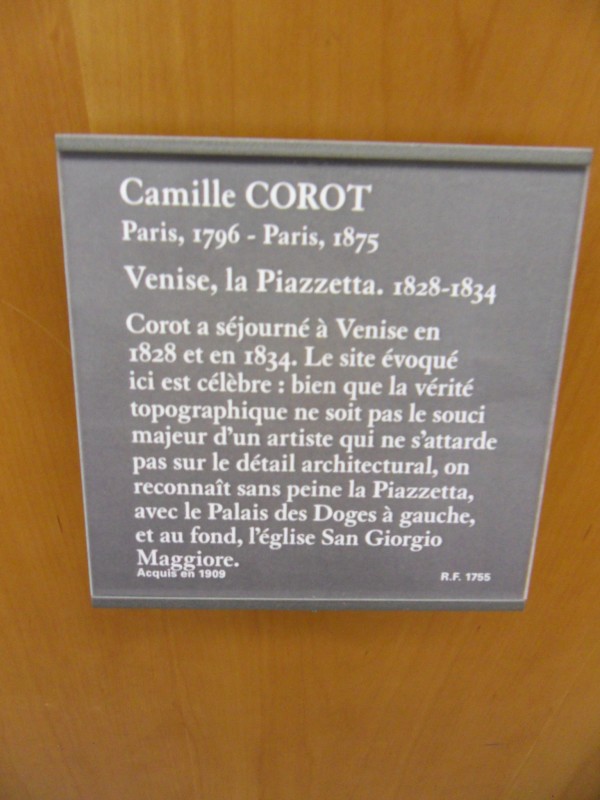 Camille COROT
Paris, 1796 - Paris, 1875
Venise, la Piazzetta. 1828-1834
Corot a séjourné à Venise en
1828 et en 1834. Le site évoqué
ici est célèbre : bien que la vérité
topographique ne soit pas le souci
majeur d'un artiste qui ne s'attarde
pas sur le détail architectural, on
reconnaît sans peine la Piazzetta,
avec le Palais des Doges à gauche,
et au fond, l'église San Giorgio
Maggiore.
Acquis en 1909 R.F. 1755